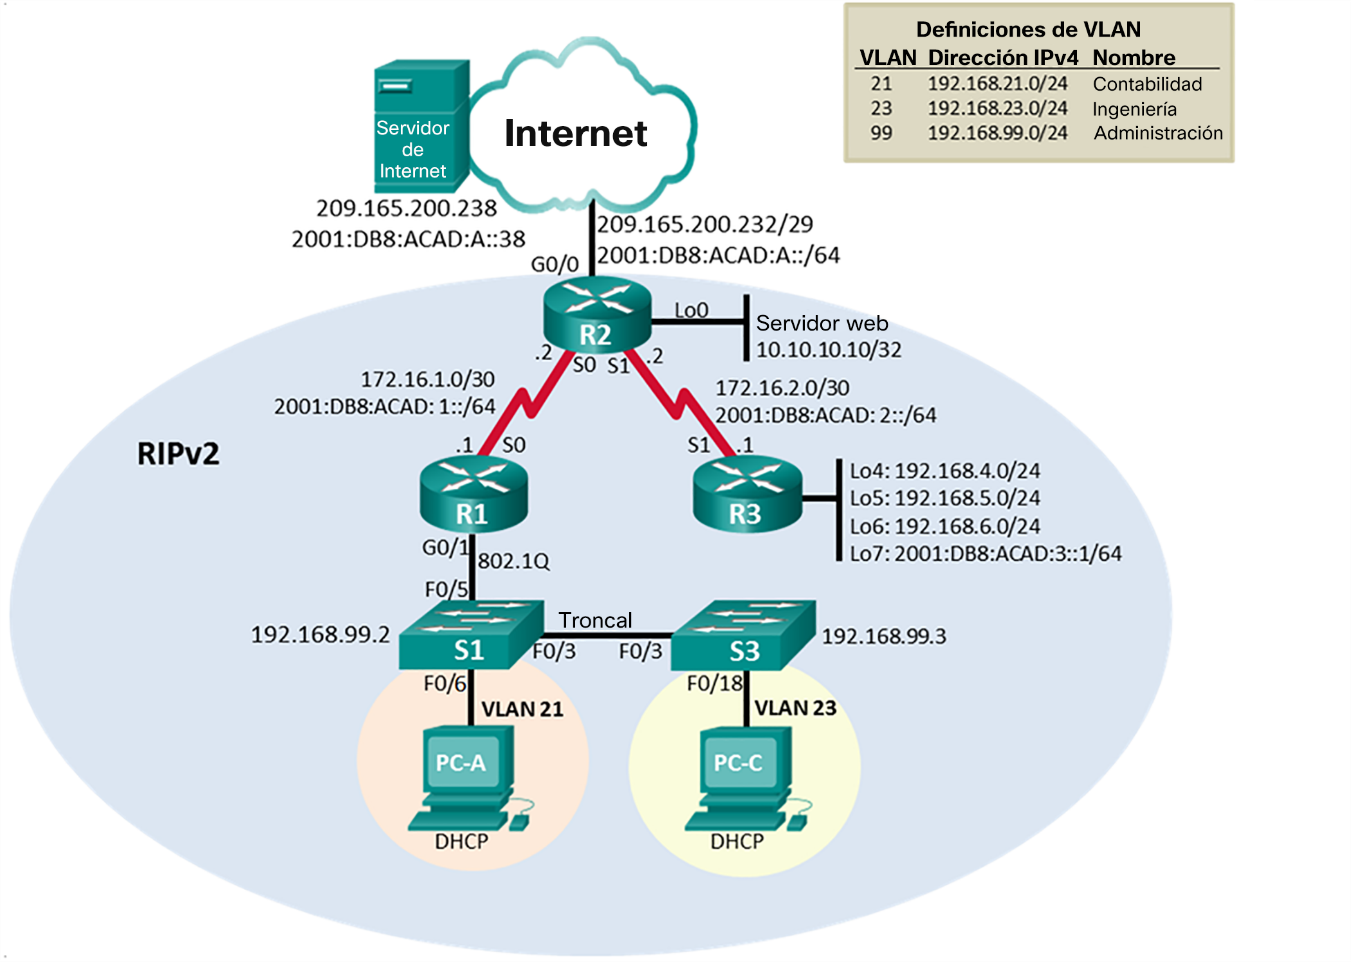 Definiciones de VLAN
VLAN Dirección IPv4 Nombre
21 192.168.21.0/24 Contabilidad
23 192.168.23.0/24 Ingeniería
99 192.168.99.0/24 Administración
Servidor
de
Internet
Internet
209.165.200.238
2001:DB8:ACAD:A::38
209.165.200.232/29
2001:DB8:ACAD:A::/64
G0/0
R2
Lo0
Servidor web
10.10.10.10/32
.2
S0
S1
.2
172.16.1.0/30
2001:DB8:ACAD: 1::/64
172.16.2.0/30
2001:DB8:ACAD: 2::/64
RIPv2
.1
S0
S1
.1
R1
R3
Lo4: 192.168.4.0/24
Lo5: 192.168.5.0/24
Lo6: 192.168.6.0/24
Lo7: 2001:DB8:ACAD:3::1/64
G0/1
802.1Q
F0/5
192.168.99.2
S1
Troncal
F0/3
F0/3
S3
192.168.99.3
F0/6
VLAN 21
F0/18
VLAN 23
PC-A
DHCP
PC-C
DHCP